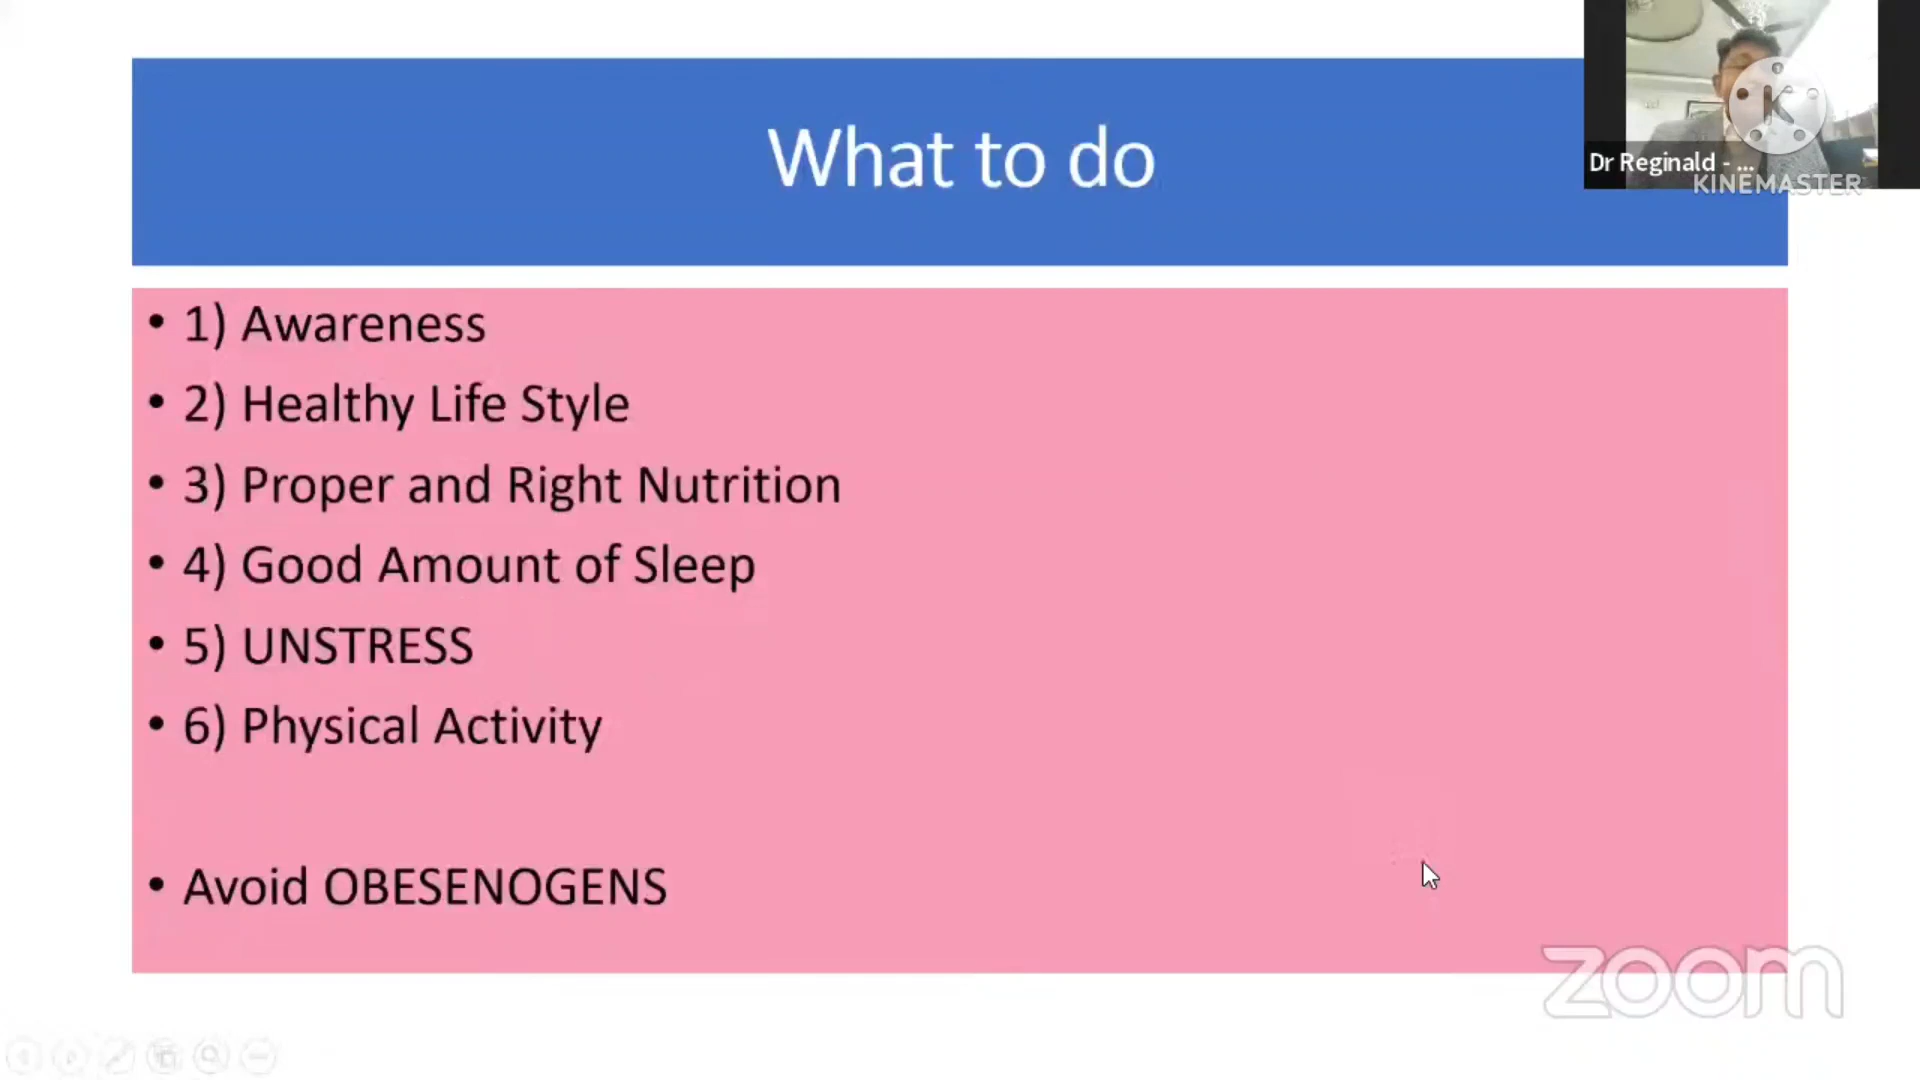 What to do
Dr Reginald - ...
K
KINEMASTER
• 1) Awareness
• 2) Healthy Life Style
• 3) Proper and Right Nutrition
• 4) Good Amount of Sleep
• 5) UNSTRESS
• 6) Physical Activity
• Avoid OBESENOGENS
zoom